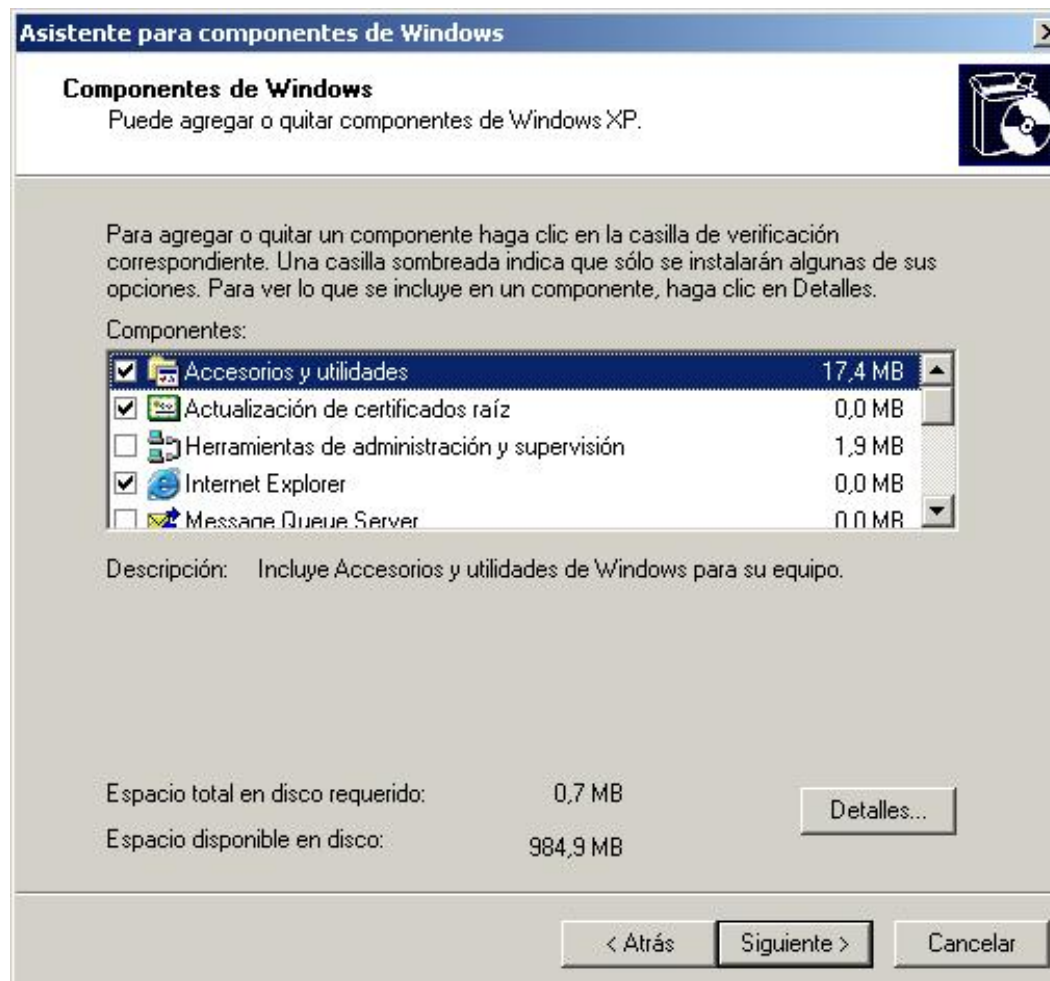 Asistente para componentes de Windows
Componentes de Windows
Puede agregar o quitar componentes de Windows XP.
Para agregar o quitar un componente haga clic en la casilla de verificación
correspondiente. Una casilla sombreada indica que sólo se instalarán algunas de sus
opciones. Para ver lo que se incluye en un componente, haga clic en Detalles.
Componentes:
Accesorios y utilidades 17,4 MB
Actualización de certificados raíz 0,0 MB
Herramientas de administración y supervisión 1,9 MB
Internet Explorer 0,0 MB
Message Queue Server 0,0 MB
Descripción: Incluye Accesorios y utilidades de Windows para su equipo.
Espacio total en disco requerido: 0,7 MB
Detalles...
Espacio disponible en disco: 984,9 MB
< Atrás Siguiente > Cancelar